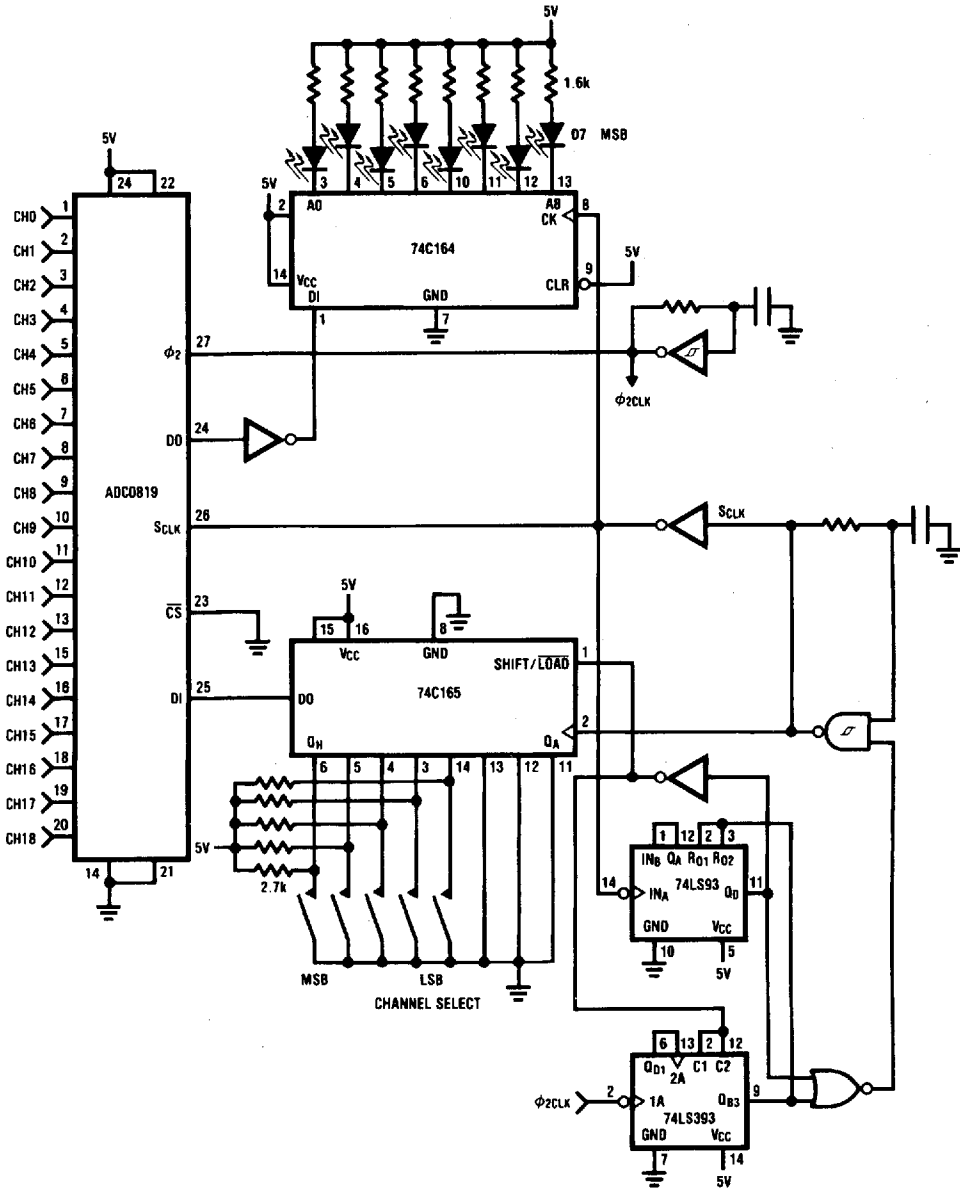 5V
1.6k
D7 MSB
5V
24 22
5V
3 4 5 6 10 11 12 13
2 A0 A8 8
CK
74C164
14 VCC CLR 9 5V
DI GND
1 7
CH0 1
CH1 2
CH2 3
CH3 4
CH4 5
CH5 6
CH6 7
CH7 8
CH8 9
CH9 10
CH10 11
CH11 12
CH12 13
CH13 15
CH14 16
CH15 17
CH16 18
CH17 19
CH18 20
ADC0819
ϕ2 27
ϕ2CLK
DO 24
SCLK 26
SCLK
C̅S̅ 23
DI 25
14 21
5V
15 16 8
VCC GND SHIFT/L̅O̅A̅D̅ 1
74C165
DO 2
QH QA
6 5 4 3 14 13 12 11
5V
2.7k
MSB LSB
CHANNEL SELECT
1 12 2 3
INB QA R01 R02
74LS93
14 INA QD 11
GND VCC
10 5
5V
6 13 2 12
QD1 2A C1 C2
ϕ2CLK 2 1A QB3 9
74LS393
GND VCC
7 14
5V